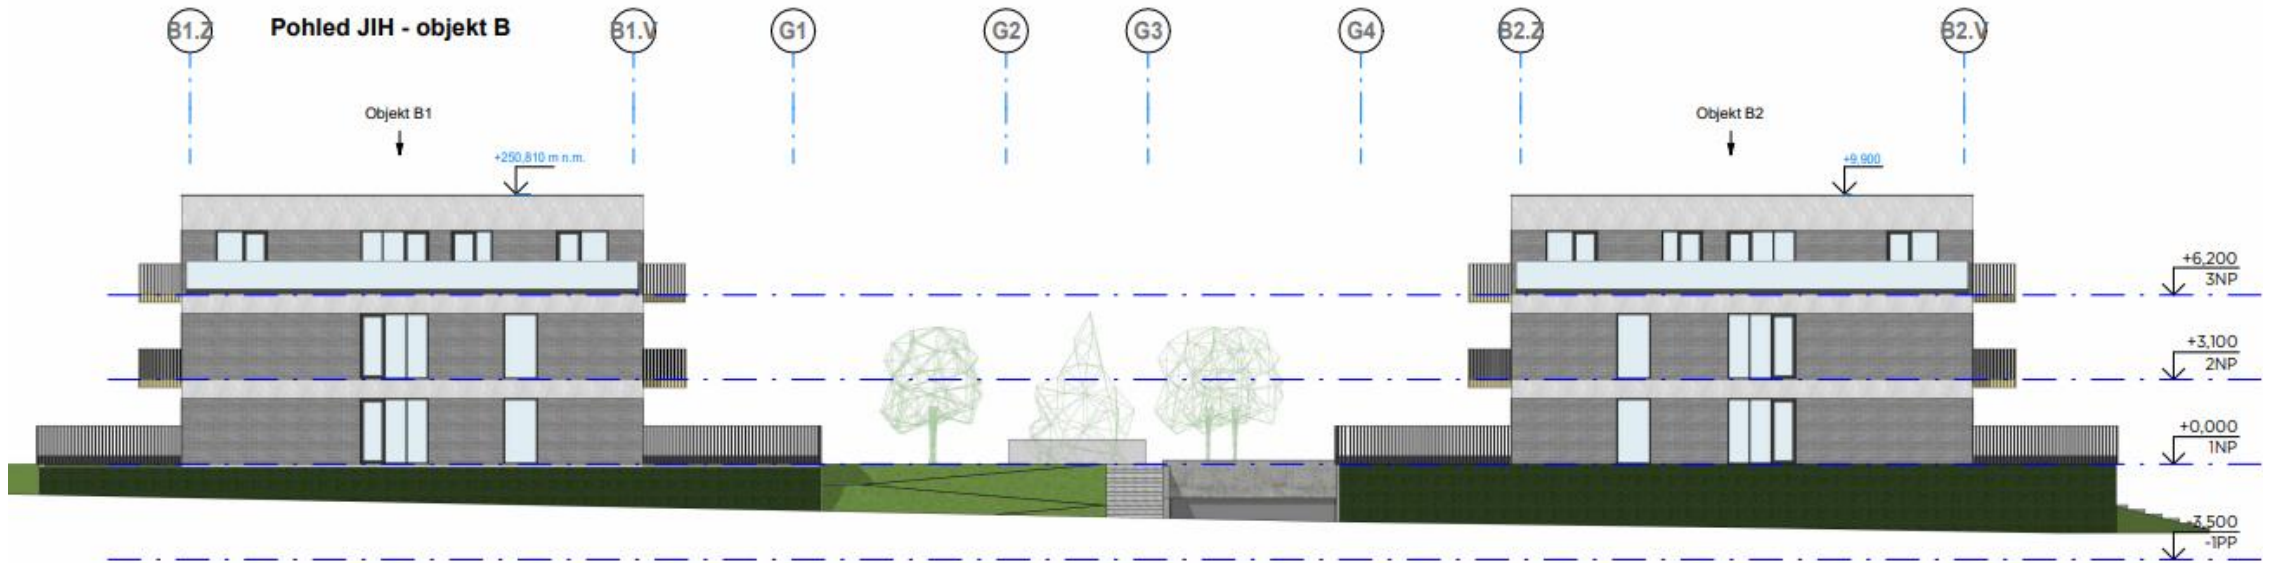 B1.Z
Pohled JIH - objekt B
B1.V
G1
G2
G3
G4
B2.Z
B2.V
Objekt B1
Objekt B2
+250,810 m n.m.
+9,900
+6,200
3NP
+3,100
2NP
+0,000
1NP
-3,500
-1PP